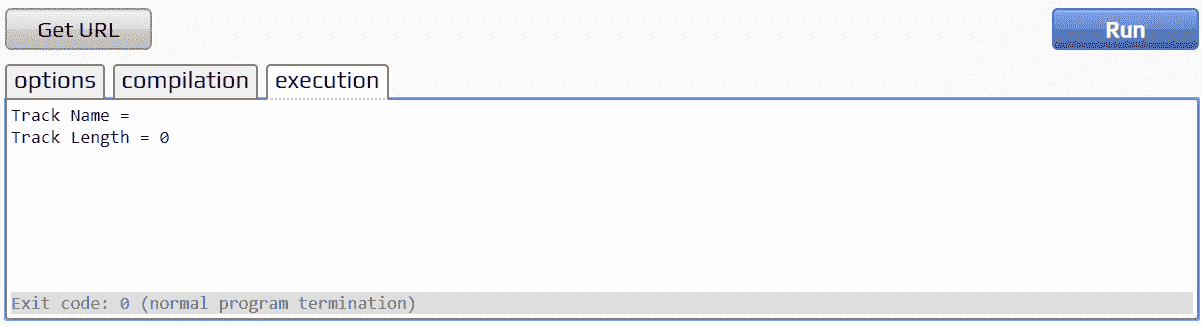 Get URL
Run
options
compilation
execution
Track Name =
Track Length = 0
Exit code: 0 (normal program termination)